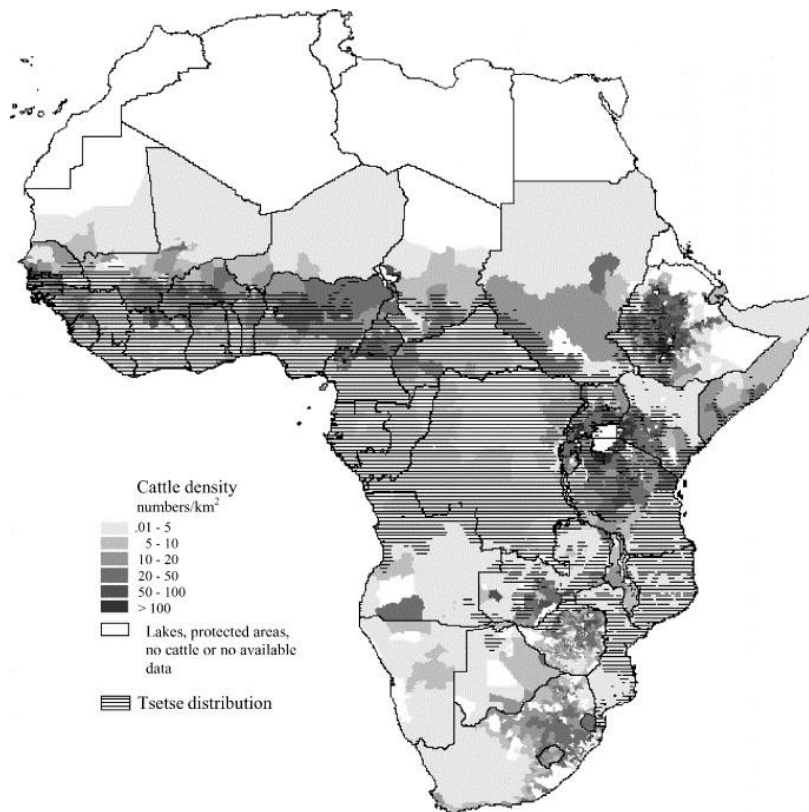 Cattle density
numbers/km²
.01 - 5
5 - 10
10 - 20
20 - 50
50 - 100
> 100
Lakes, protected areas,
no cattle or no available
data
Tsetse distribution